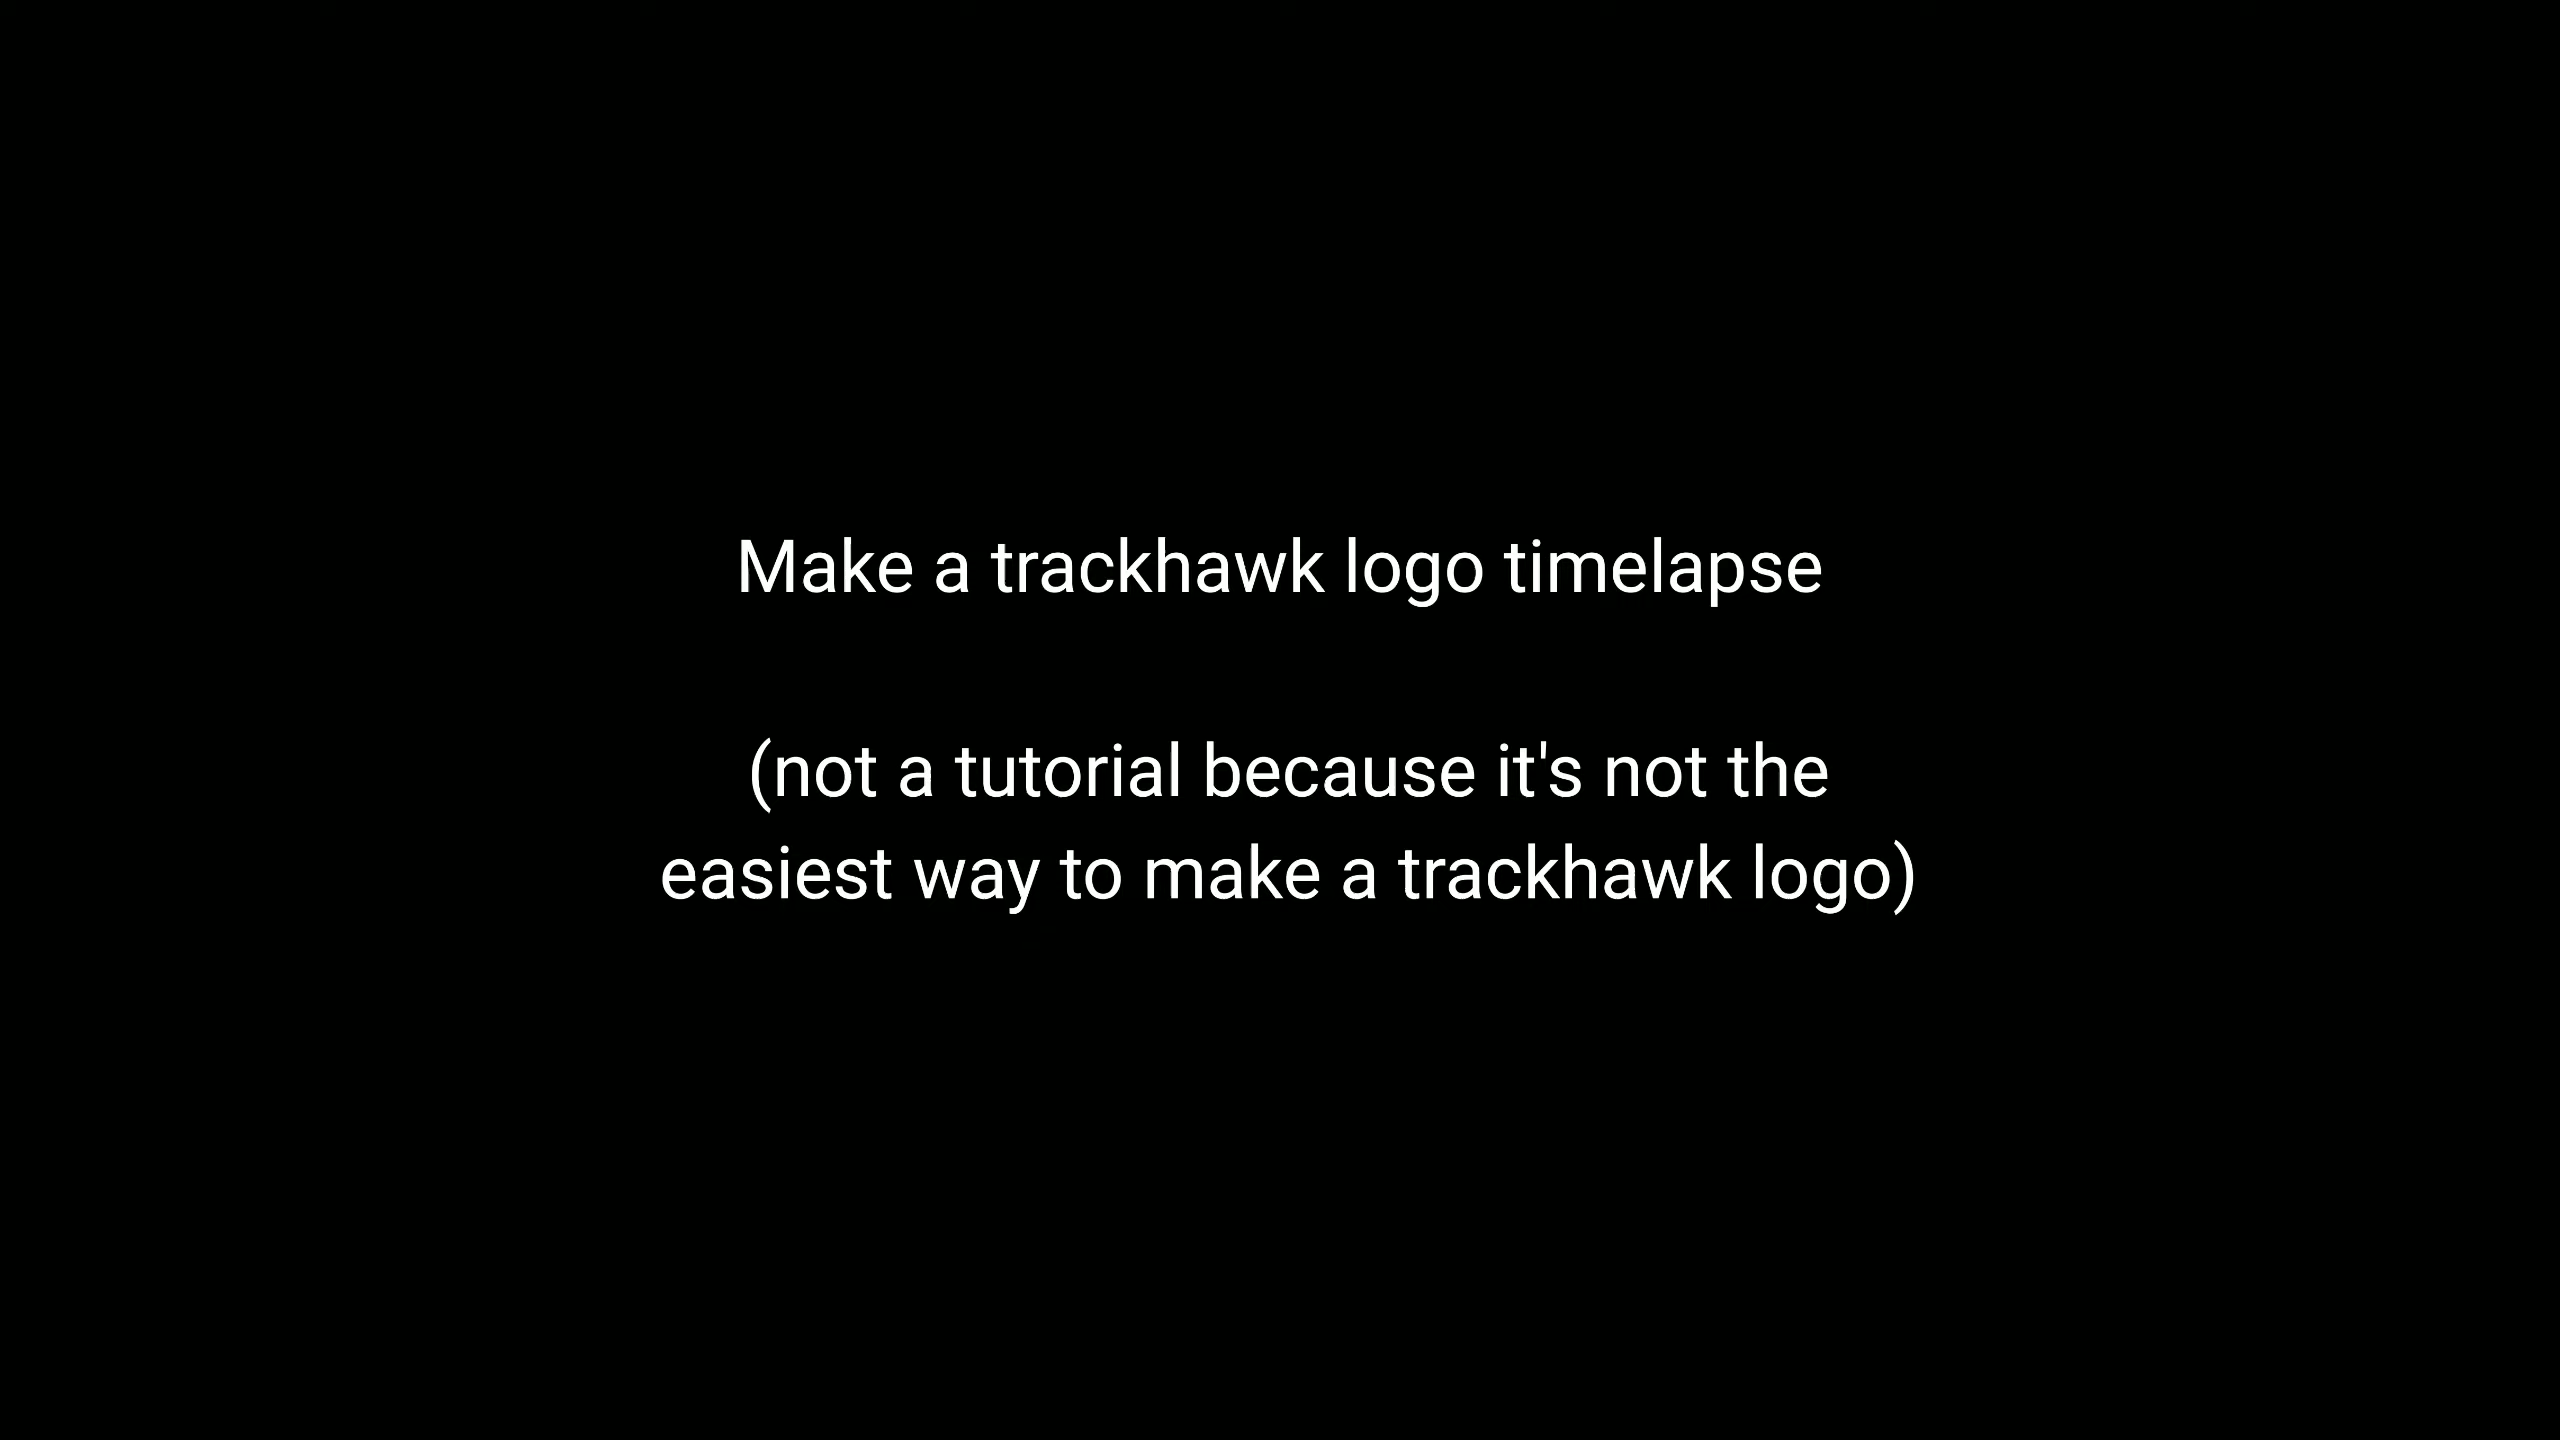 Make a trackhawk logo timelapse
(not a tutorial because it's not the
easiest way to make a trackhawk logo)